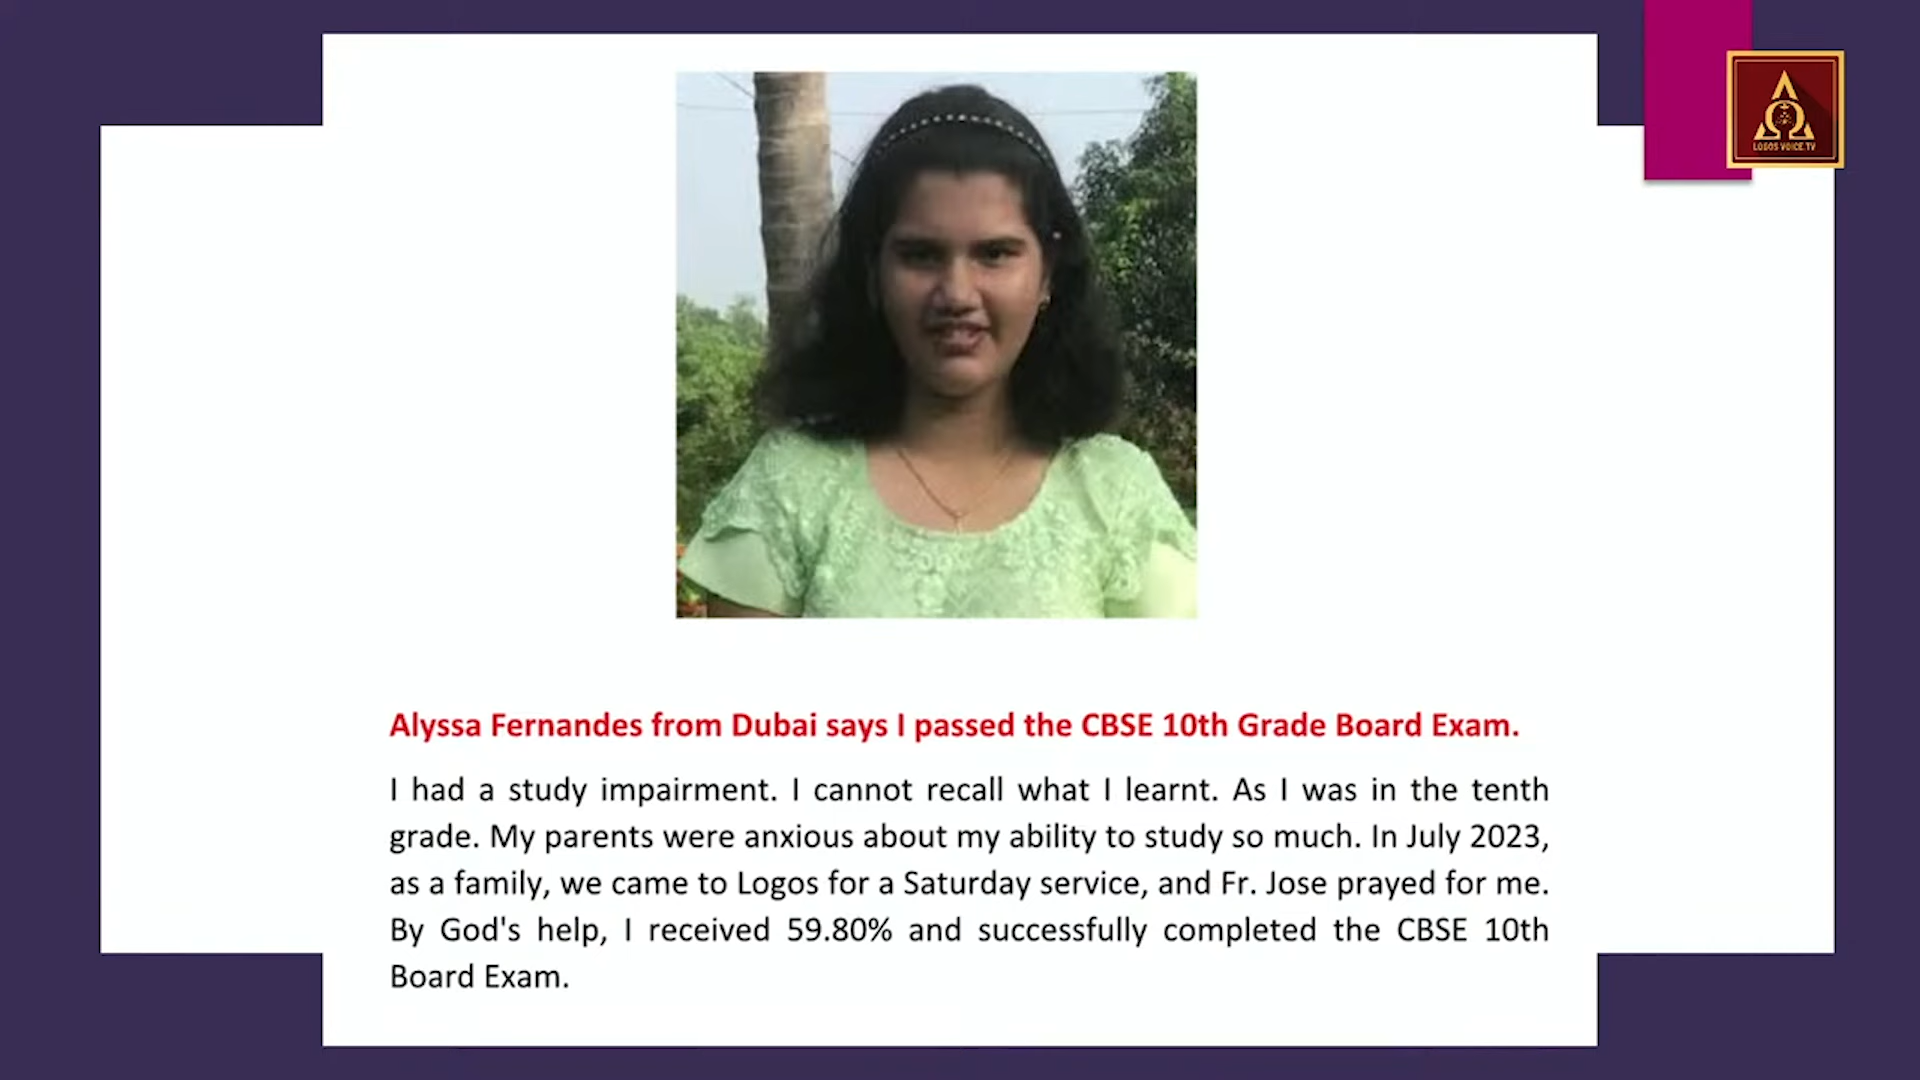 LOGOS VOICE TV
Alyssa Fernandes from Dubai says I passed the CBSE 10th Grade Board Exam.
I had a study impairment. I cannot recall what I learnt. As I was in the tenth
grade. My parents were anxious about my ability to study so much. In July 2023,
as a family, we came to Logos for a Saturday service, and Fr. Jose prayed for me.
By God's help, I received 59.80% and successfully completed the CBSE 10th
Board Exam.